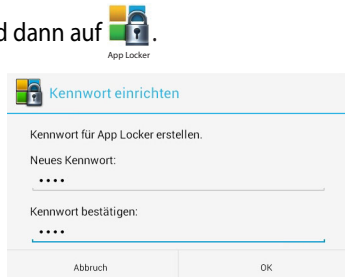 d dann auf .
App Locker
Kennwort einrichten
Kennwort für App Locker erstellen.
Neues Kennwort:
••••
Kennwort bestätigen:
••••
Abbruch OK